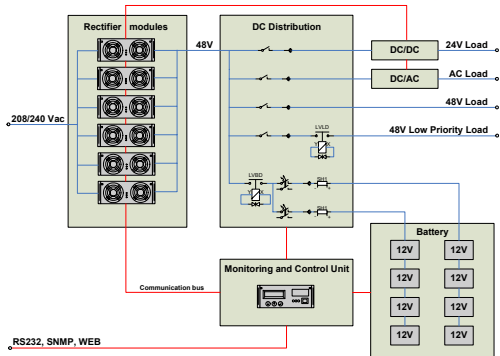 Rectifier modules
DC Distribution
48V
DC/DC
24V Load
DC/AC
AC Load
48V Load
208/240 Vac
LVLD
48V Low Priority Load
Y X
LVBD
Y X
SH1
SH1
Battery
12V 12V
12V 12V
12V 12V
12V 12V
Monitoring and Control Unit
Communication bus
RS232, SNMP, WEB